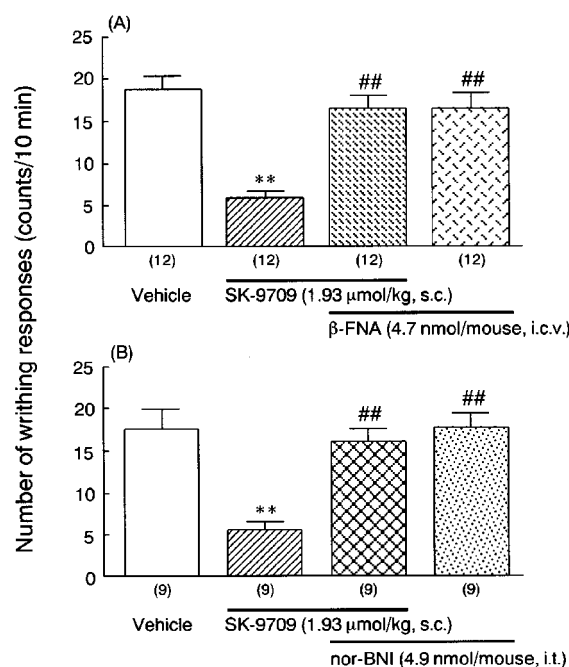 (A)
Number of writhing responses (counts/10 min)
25
20
15
10
5
0
**
##
##
(12)
(12)
(12)
(12)
Vehicle
SK-9709 (1.93 μmol/kg, s.c.)
β-FNA (4.7 nmol/mouse, i.c.v.)
(B)
25
20
15
10
5
0
**
##
##
(9)
(9)
(9)
(9)
Vehicle
SK-9709 (1.93 μmol/kg, s.c.)
nor-BNI (4.9 nmol/mouse, i.t.)